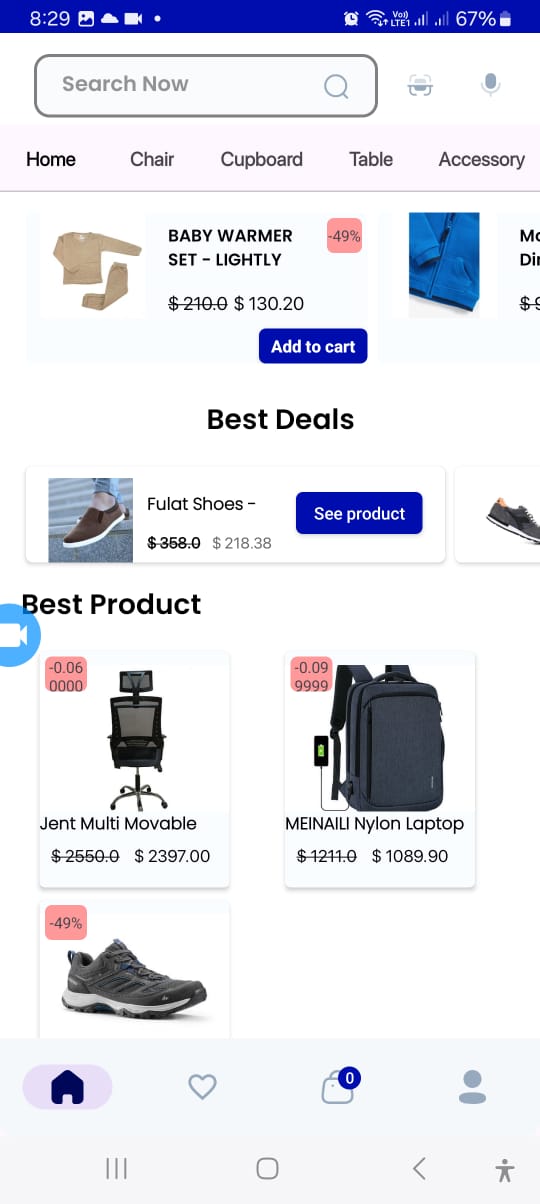 8:29 Vo) LTE1 67%
Search Now
Home Chair Cupboard Table Accessory
BABY WARMER -49% Mo
SET - LIGHTLY Dir
$ 210.0 $ 130.20 $ 9
Add to cart
Best Deals
Fulat Shoes -
See product
$ 358.0 $ 218.38
Best Product
-0.06
0000
-0.09
9999
Jent Multi Movable MEINAILI Nylon Laptop
$ 2550.0 $ 2397.00 $ 1211.0 $ 1089.90
-49%
0